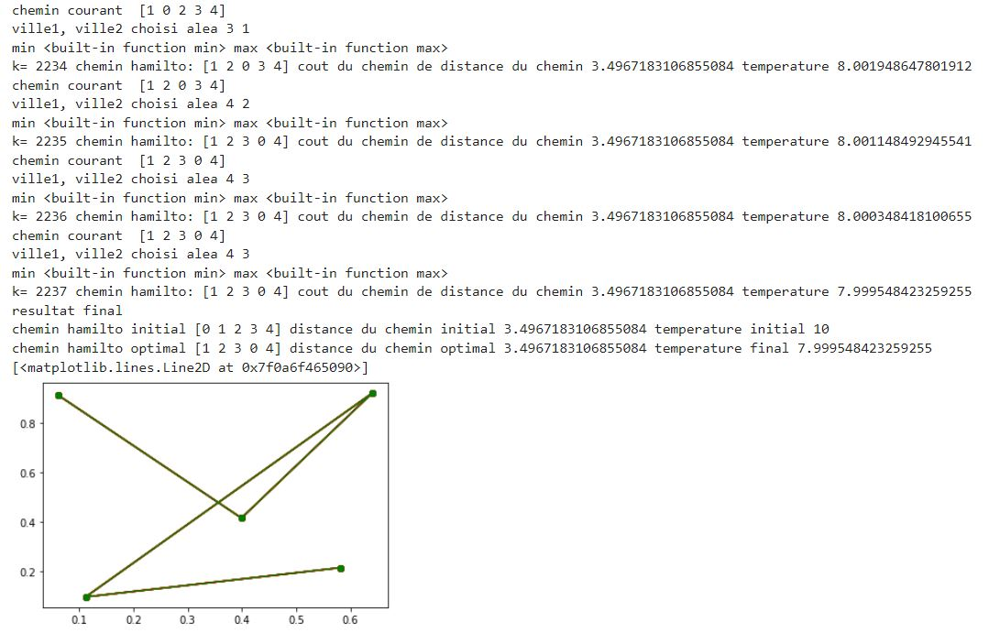 chemin courant  [1 0 2 3 4]
ville1, ville2 choisi alea 3 1
min <built-in function min> max <built-in function max>
k= 2234 chemin hamilto: [1 2 0 3 4] cout du chemin de distance du chemin 3.4967183106855084 temperature 8.001948647801912
chemin courant  [1 2 0 3 4]
ville1, ville2 choisi alea 4 2
min <built-in function min> max <built-in function max>
k= 2235 chemin hamilto: [1 2 3 0 4] cout du chemin de distance du chemin 3.4967183106855084 temperature 8.001148492945541
chemin courant  [1 2 3 0 4]
ville1, ville2 choisi alea 4 3
min <built-in function min> max <built-in function max>
k= 2236 chemin hamilto: [1 2 3 0 4] cout du chemin de distance du chemin 3.4967183106855084 temperature 8.000348418100655
chemin courant  [1 2 3 0 4]
ville1, ville2 choisi alea 4 3
min <built-in function min> max <built-in function max>
k= 2237 chemin hamilto: [1 2 3 0 4] cout du chemin de distance du chemin 3.4967183106855084 temperature 7.999548423259255
resultat final
chemin hamilto initial [0 1 2 3 4] distance du chemin initial 3.4967183106855084 temperature initial 10
chemin hamilto optimal [1 2 3 0 4] distance du chemin optimal 3.4967183106855084 temperature final 7.999548423259255
[<matplotlib.lines.Line2D at 0x7f0a6f465090>]
0.8
0.6
0.4
0.2
0.1 0.2 0.3 0.4 0.5 0.6